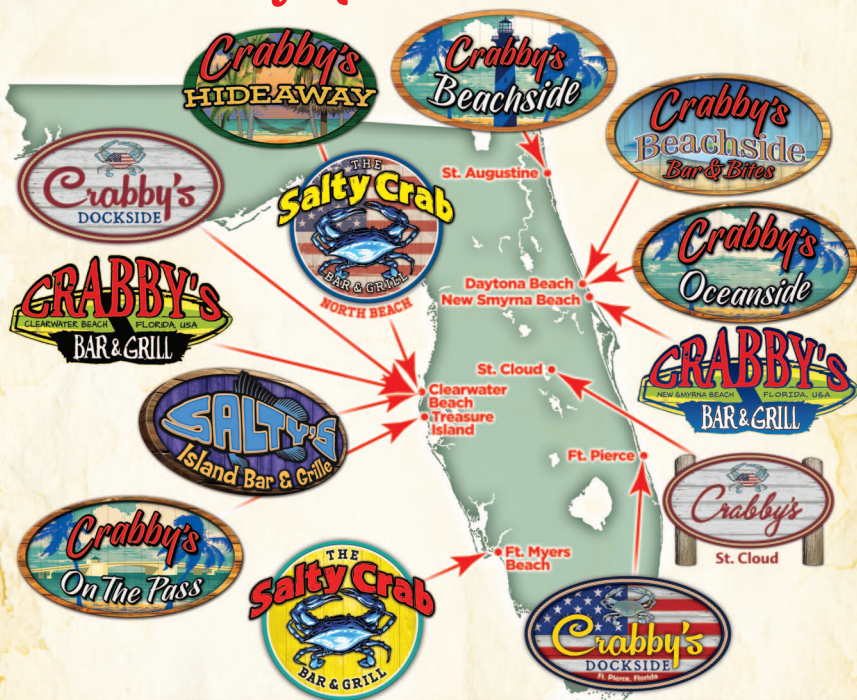 Crabby's
HIDEAWAY
Crabby's
Beachside
Crabby's
Beachside
Bar & Bites
Crabby's
DOCKSIDE
THE
Salty Crab
BAR & GRILL
NORTH BEACH
St. Augustine
Crabby's
Oceanside
Daytona Beach
New Smyrna Beach
CRABBY'S
CLEARWATER BEACH FLORIDA, USA
BAR & GRILL
CRABBY'S
NEW SMYRNA BEACH FLORIDA, USA
BAR & GRILL
St. Cloud
Clearwater
Beach
Treasure
Island
SALTY'S
Island Bar & Grille
Ft. Pierce
Crabby's
St. Cloud
Crabby's
On The Pass
Ft. Myers
Beach
THE
Salty Crab
BAR & GRILL
Crabby's
DOCKSIDE
Ft. Pierce, Florida